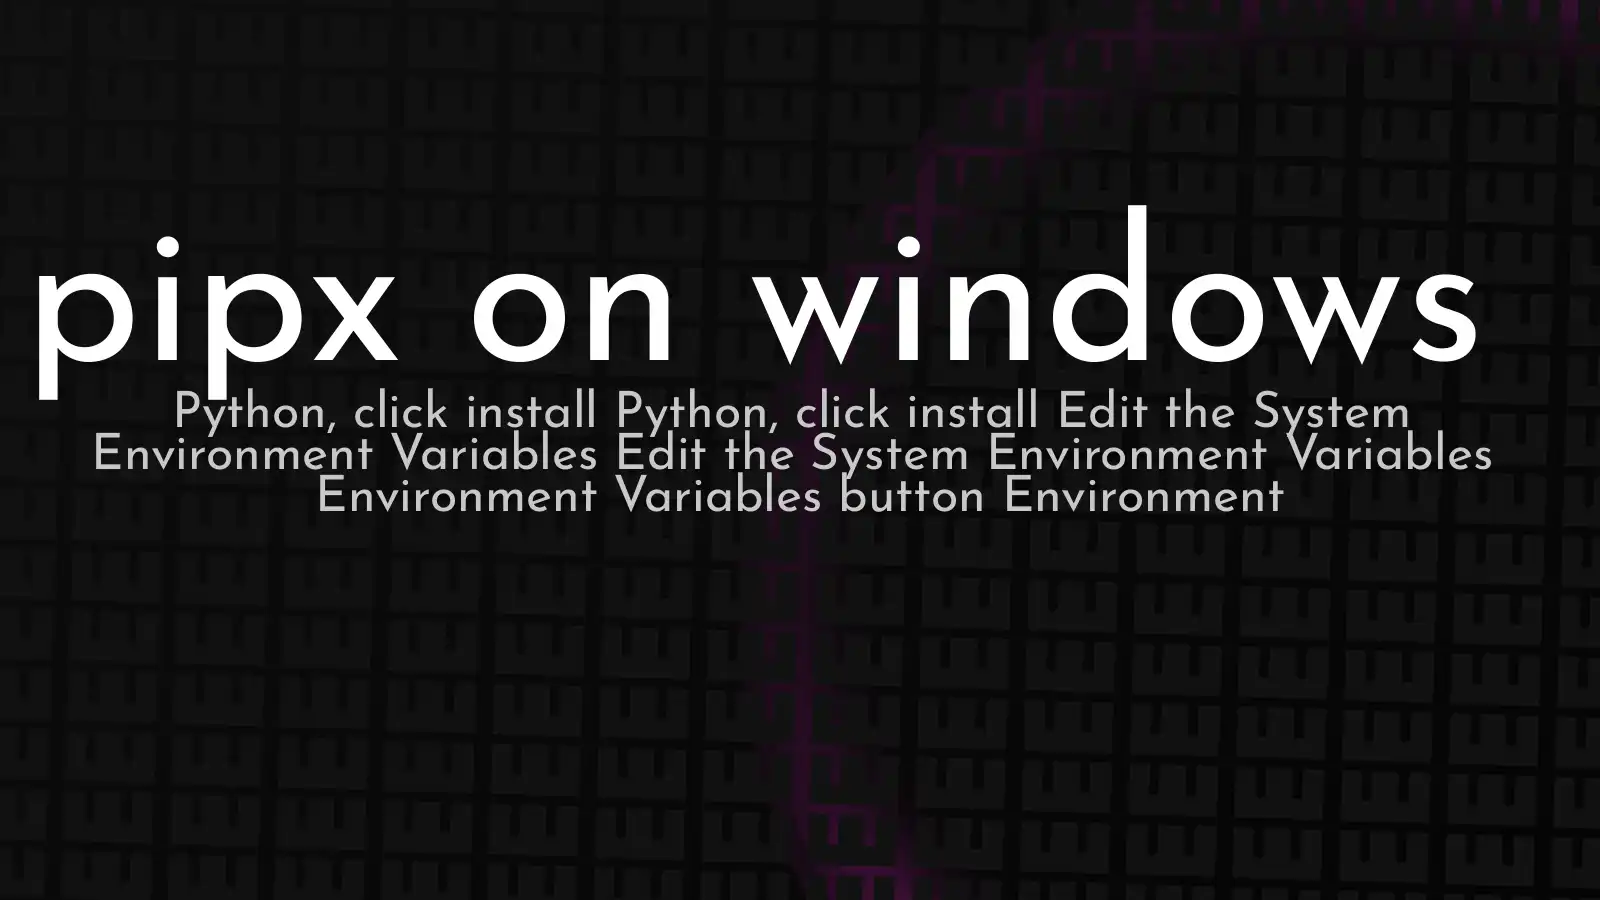 pipx on windows
Python, click install Python, click install Edit the System
Environment Variables Edit the System Environment Variables
Environment Variables button Environment